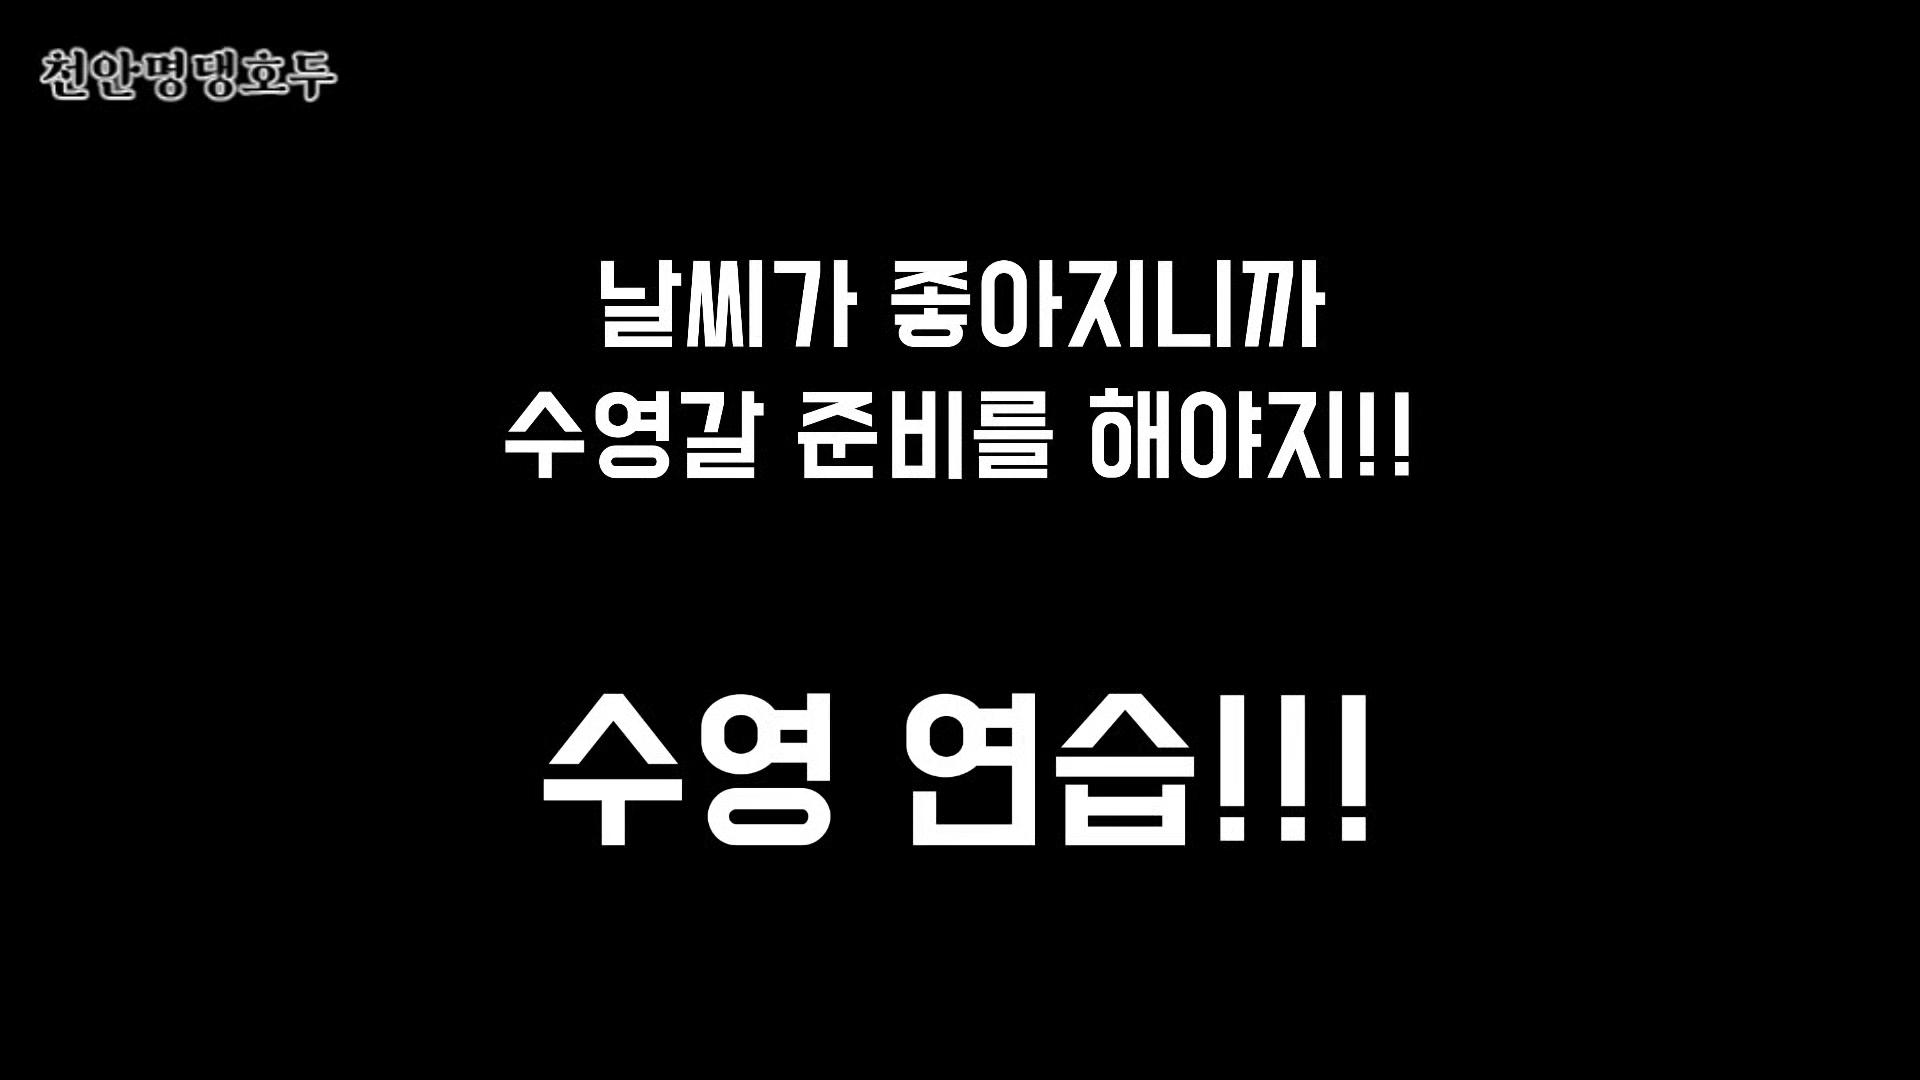 천안명댕호두
날씨가 좋아지니까
수영갈 준비를 해야지!!
수영 연습!!!